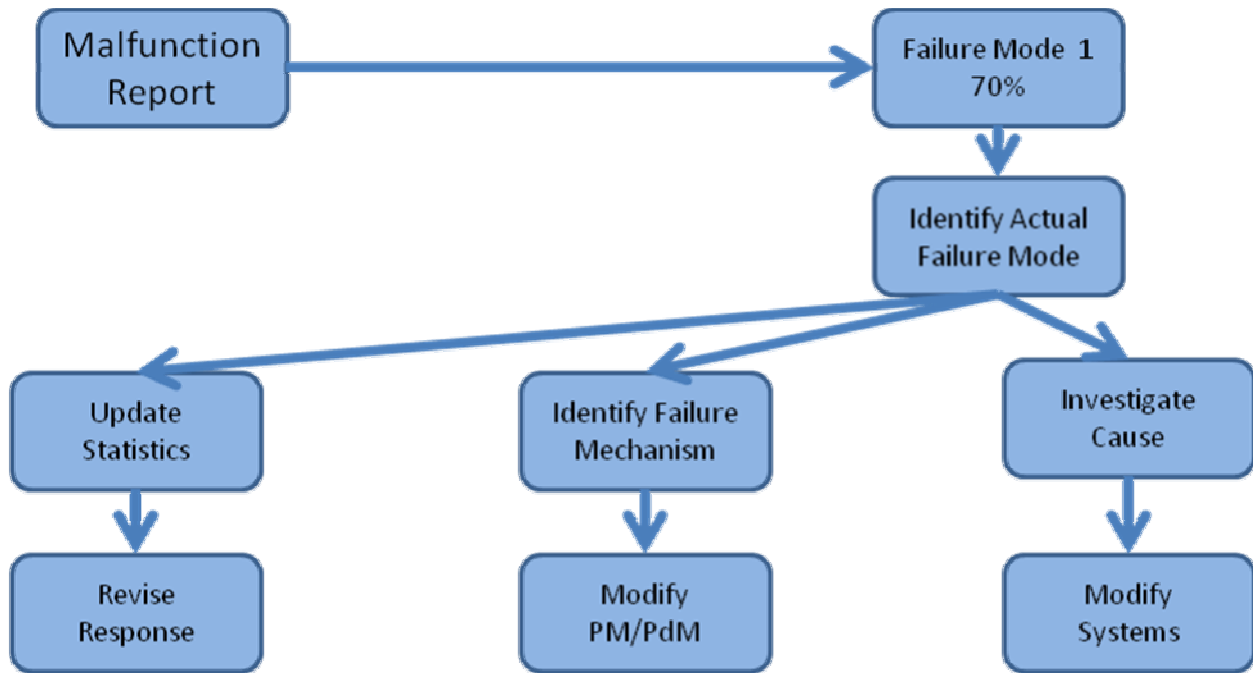 Malfunction
Report
Failure Mode 1
70%
Identify Actual
Failure Mode
Update
Statistics
Identify Failure
Mechanism
Investigate
Cause
Revise
Response
Modify
PM/PdM
Modify
Systems